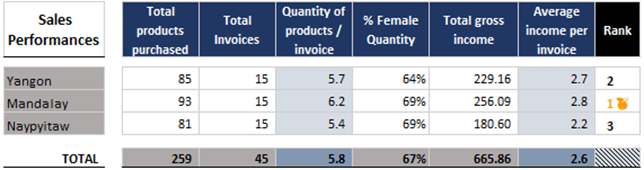 Sales Performances Total products purchased Total Invoices Quantity of products / invoice % Female Quantity Total gross income Average income per invoice Rank
Yangon 85 15 5.7 64% 229.16 2.7 2
Mandalay 93 15 6.2 69% 256.09 2.8 1
Naypyitaw 81 15 5.4 69% 180.60 2.2 3
TOTAL 259 45 5.8 67% 665.86 2.6